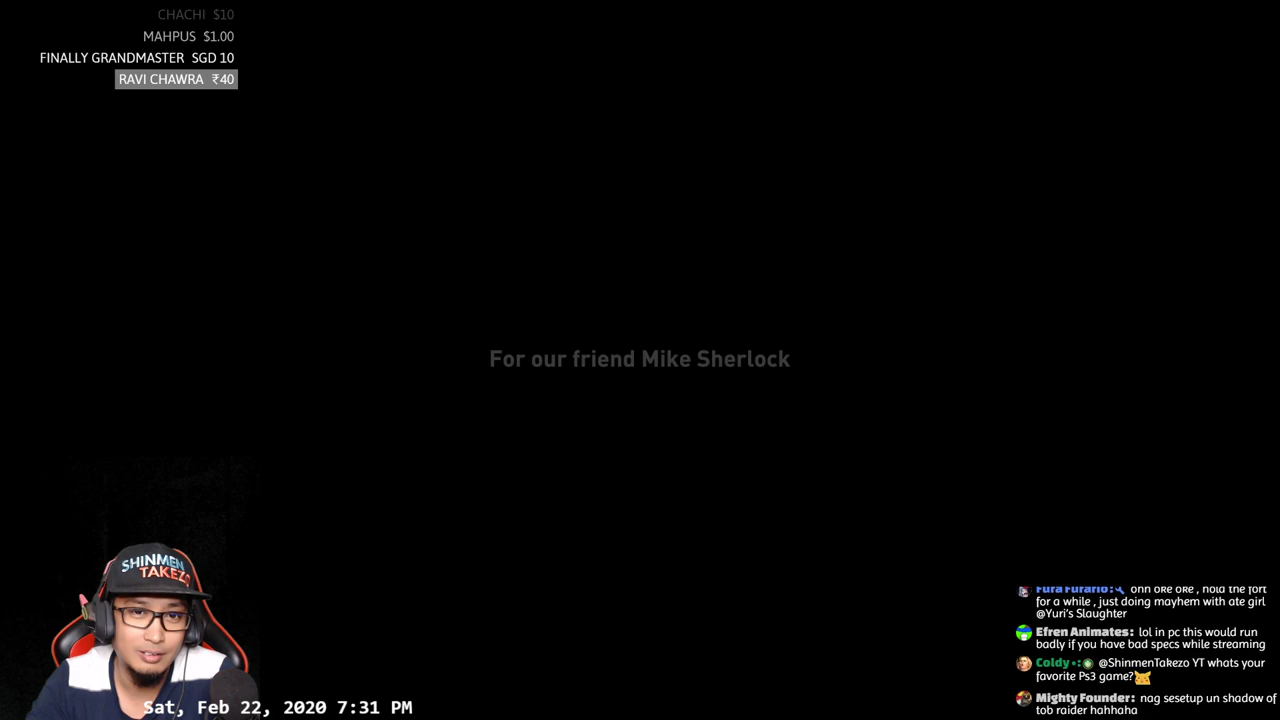 CHACHI $10
MAHPUS $1.00
FINALLY GRANDMASTER SGD 10
RAVI CHAWRA ₹40
For our friend Mike Sherlock
SHINMEN
TAKEZO
Sat, Feb 22, 2020 7:31 PM
Fura Furario: ohh oke oke , hold the fort
for a while , just doing mayhem with ate girl
@Yuri's Slaughter
Efren Animates: lol in pc this would run
badly if you have bad specs while streaming
Coldy •: @ShinmenTakezo YT whats your
favorite Ps3 game?
Mighty Founder: nag sesetup un shadow of
tob raider hahhaha